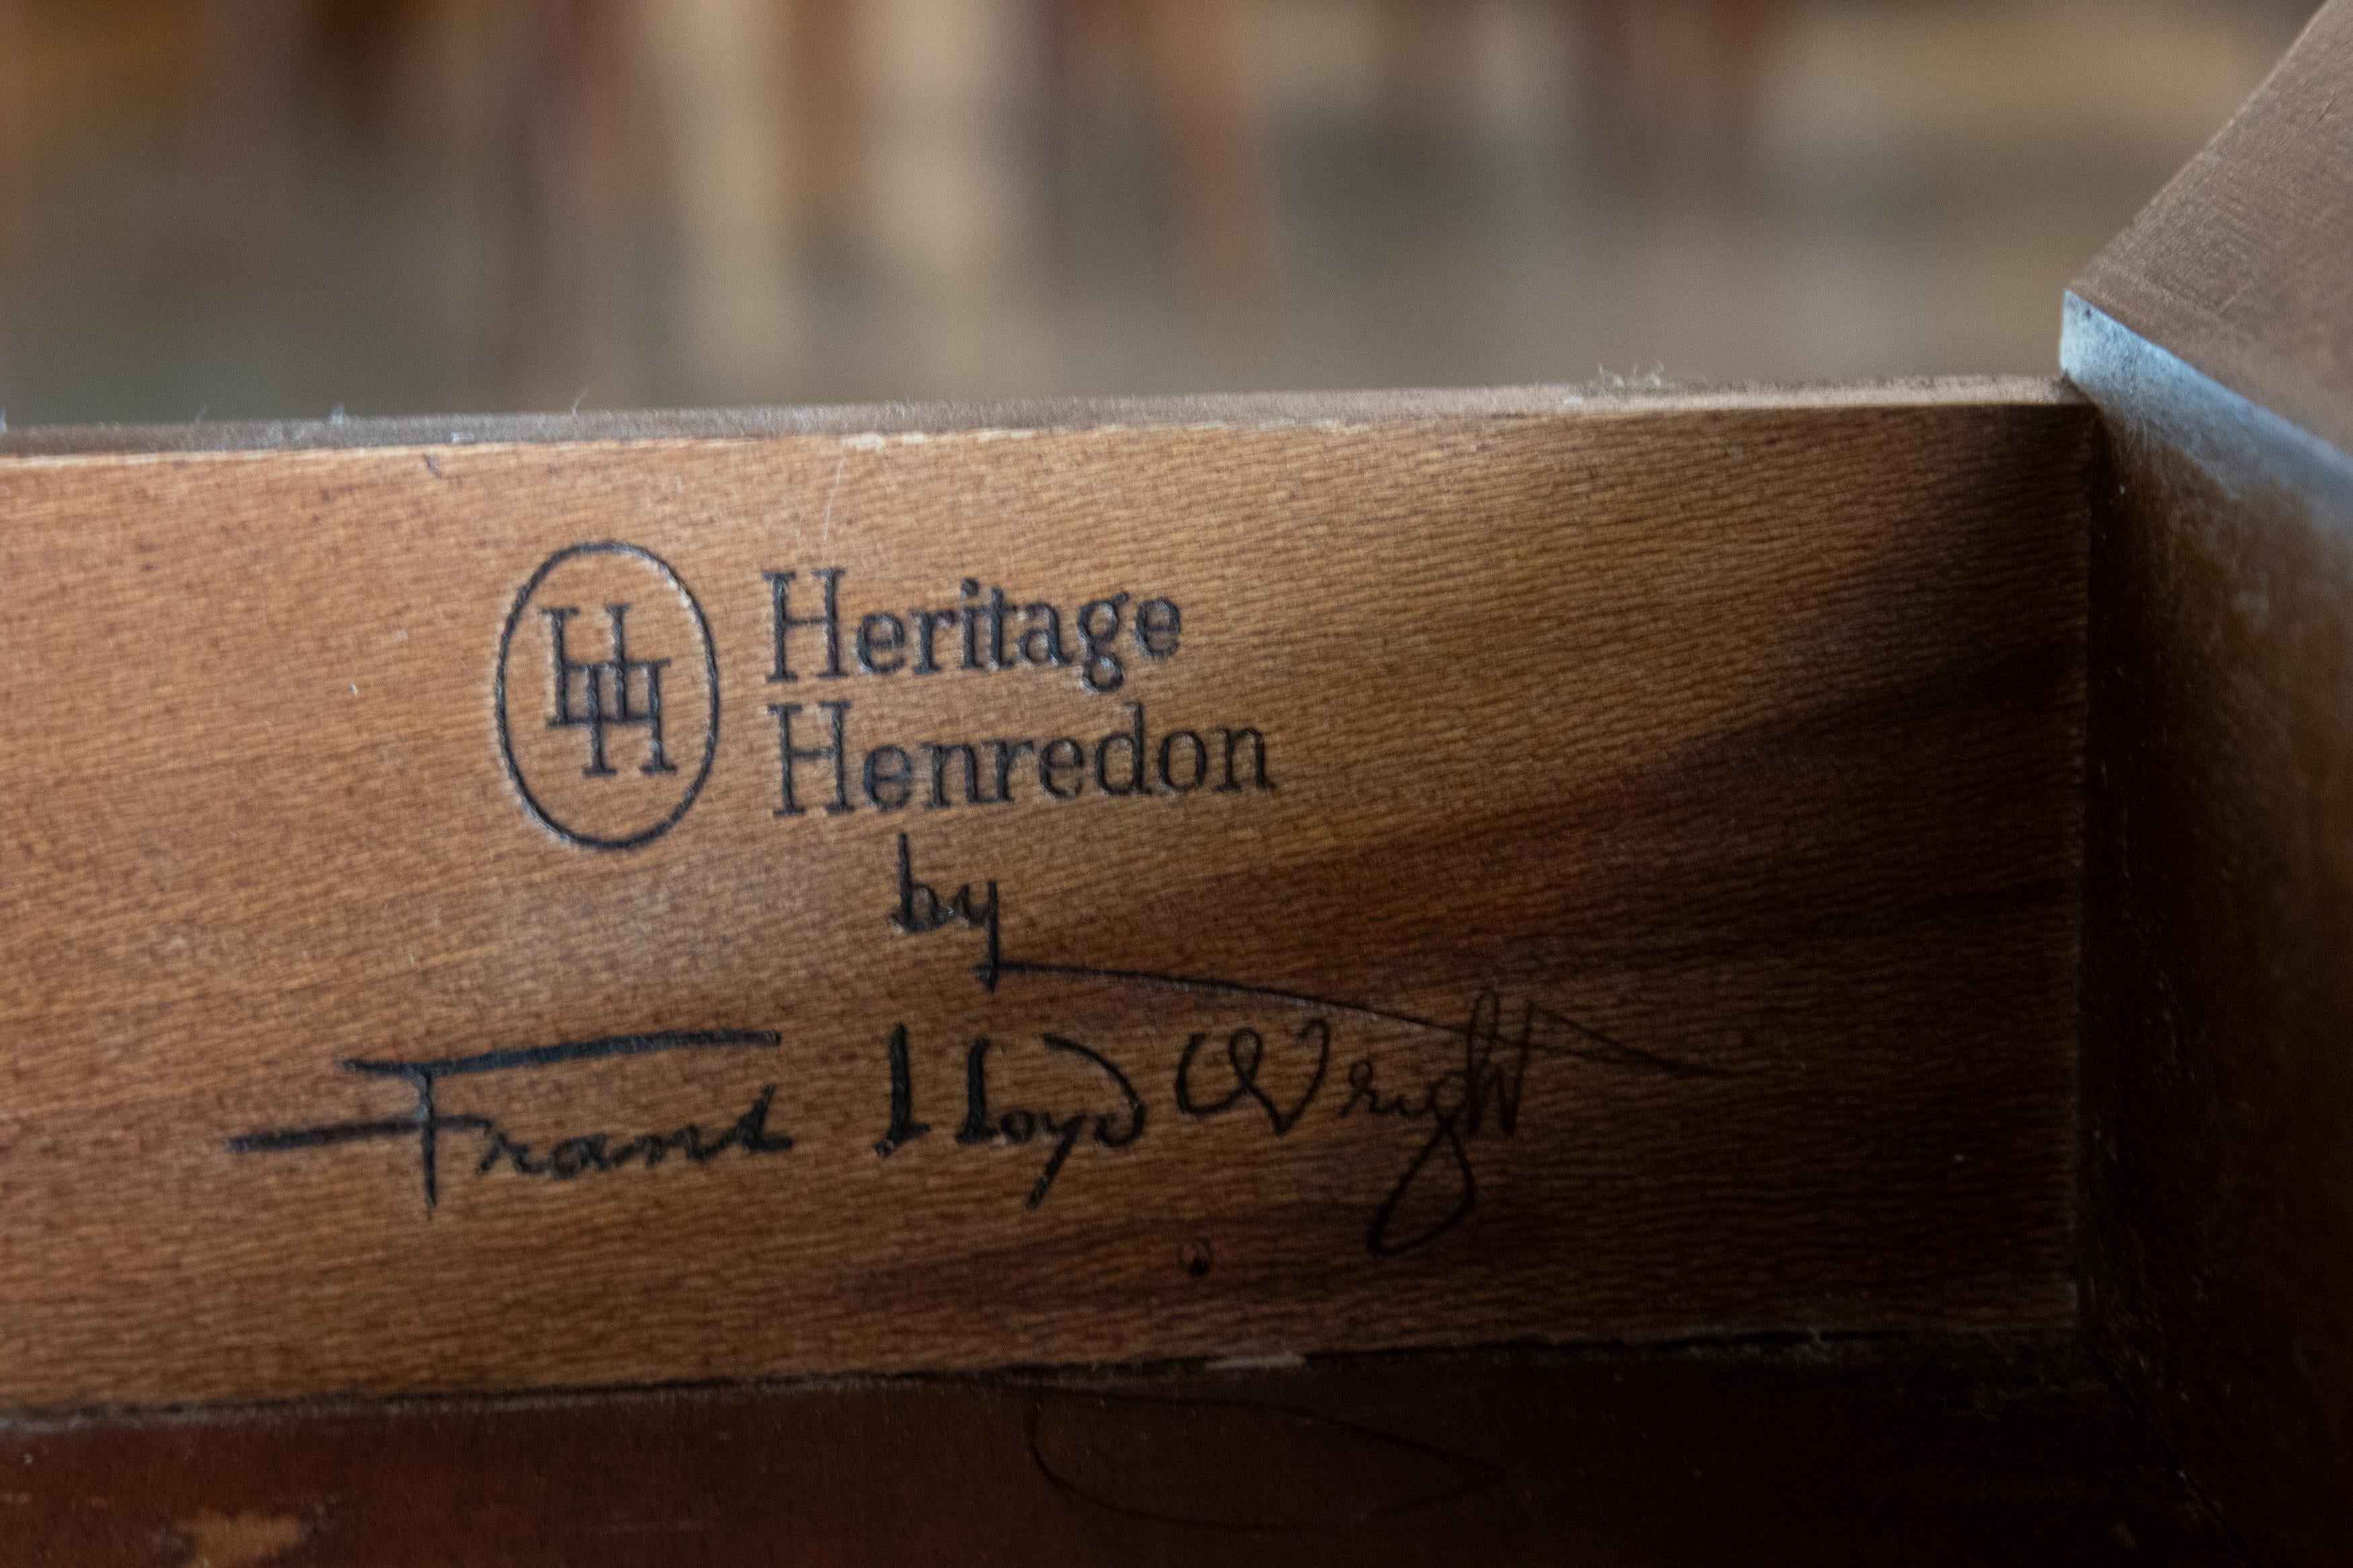 HH Heritage
Henredon
by
Frank Lloyd Wright